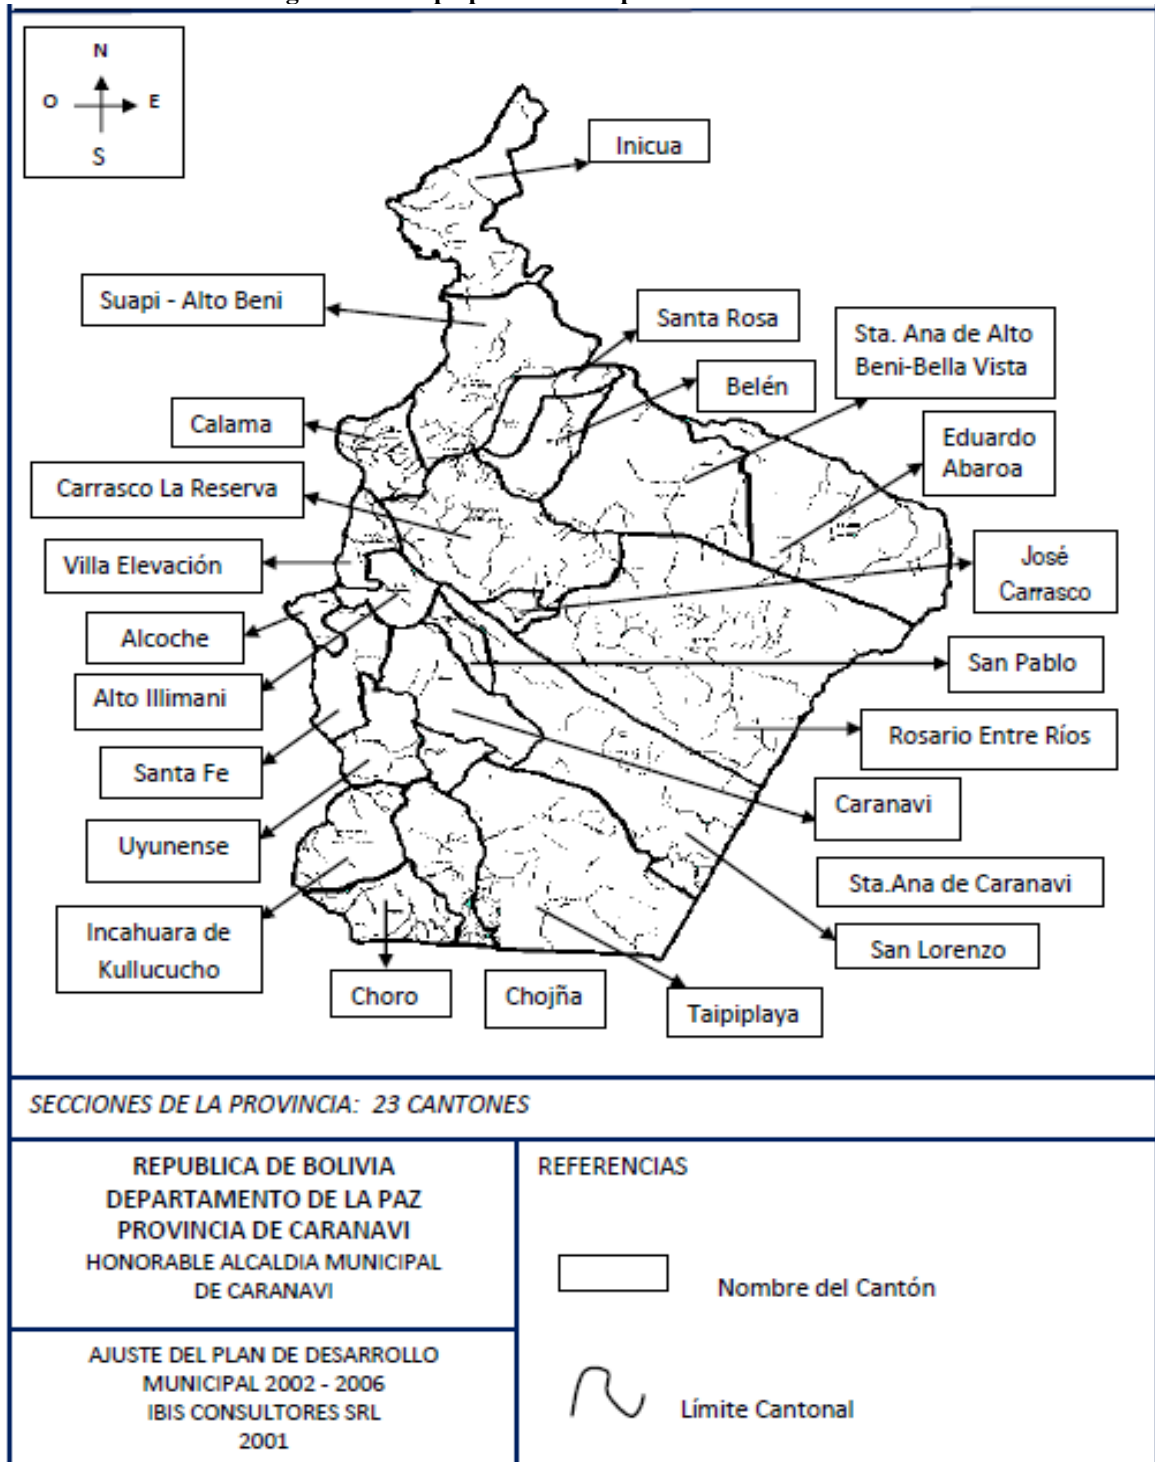 N
O E
S
Inicua
Suapi - Alto Beni
Santa Rosa
Sta. Ana de Alto
Beni-Bella Vista
Belén
Calama
Eduardo
Abaroa
Carrasco La Reserva
Villa Elevación
José
Carrasco
Alcoche
San Pablo
Alto Illimani
Rosario Entre Ríos
Santa Fe
Caranavi
Uyunense
Sta.Ana de Caranavi
Incahuara de
Kullucucho
San Lorenzo
Choro
Chojña
Taipiplaya
SECCIONES DE LA PROVINCIA: 23 CANTONES
REPUBLICA DE BOLIVIA
DEPARTAMENTO DE LA PAZ
PROVINCIA DE CARANAVI
HONORABLE ALCALDIA MUNICIPAL
DE CARANAVI
AJUSTE DEL PLAN DE DESARROLLO
MUNICIPAL 2002 - 2006
IBIS CONSULTORES SRL
2001
REFERENCIAS
Nombre del Cantón
Límite Cantonal